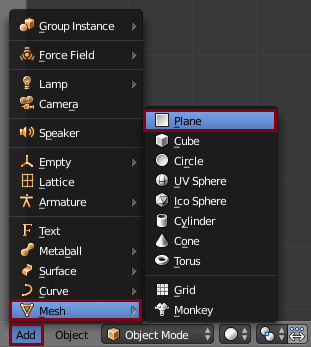 Group Instance
Force Field
Lamp
Camera
Speaker
Empty
Lattice
Armature
Text
Metaball
Surface
Curve
Mesh
Plane
Cube
Circle
UV Sphere
Ico Sphere
Cylinder
Cone
Torus
Grid
Monkey
Add Object Object Mode